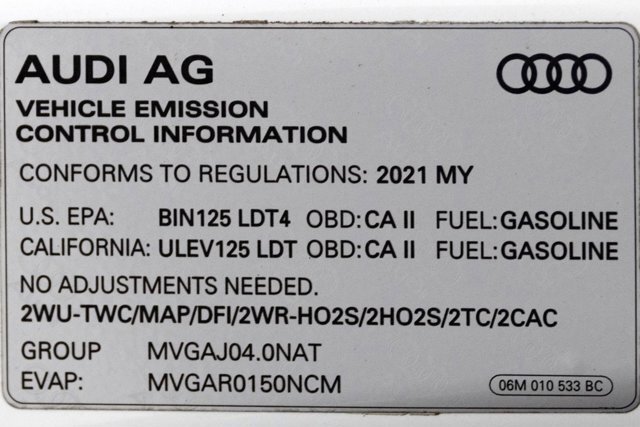 AUDI AG
VEHICLE EMISSION
CONTROL INFORMATION
CONFORMS TO REGULATIONS: 2021 MY
U.S. EPA: BIN125 LDT4 OBD: CA II FUEL: GASOLINE
CALIFORNIA: ULEV125 LDT OBD: CA II FUEL: GASOLINE
NO ADJUSTMENTS NEEDED.
2WU-TWC/MAP/DFI/2WR-HO2S/2HO2S/2TC/2CAC
GROUP MVGAJ04.0NAT
EVAP: MVGAR0150NCM
06M 010 533 BC